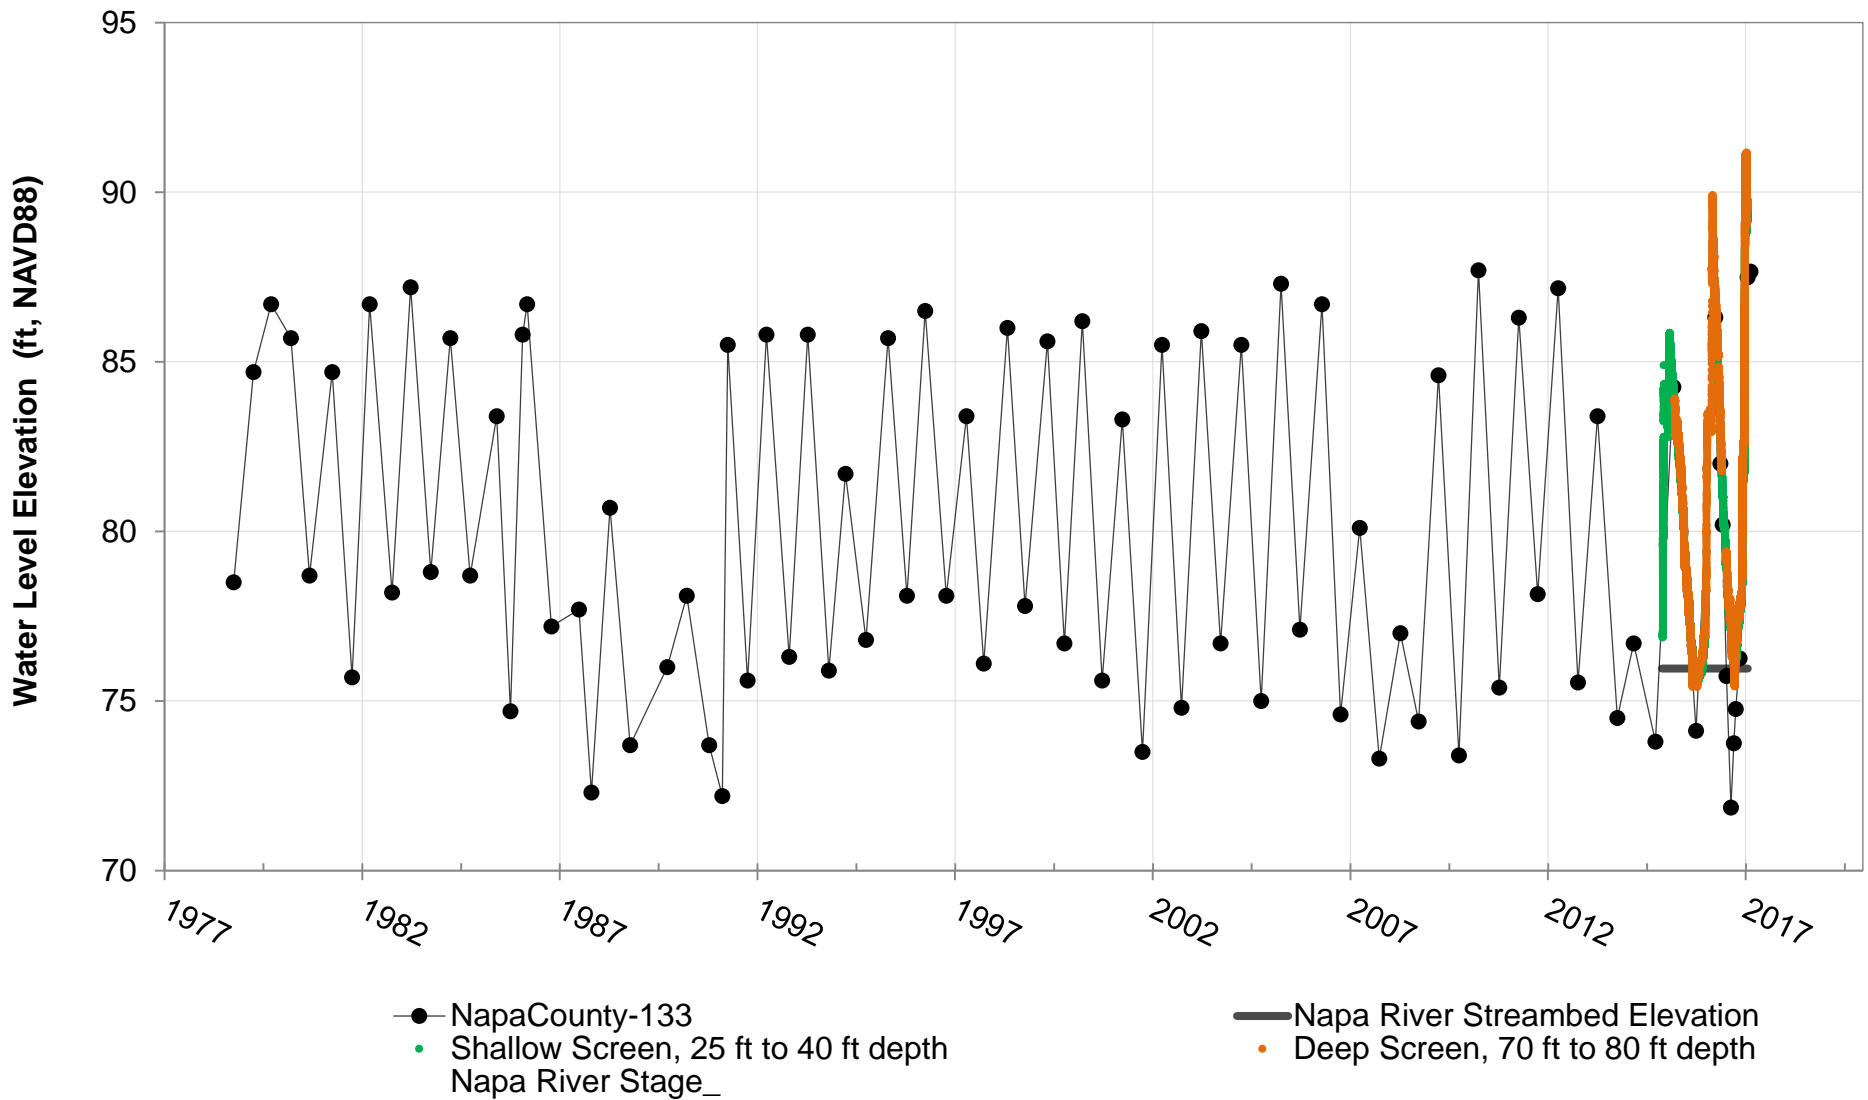 95
90
85
80
75
70
Water Level Elevation (ft, NAVD88)
1977
1982
1987
1992
1997
2002
2007
2012
2017
NapaCounty-133
Napa River Streambed Elevation
Shallow Screen, 25 ft to 40 ft depth
Deep Screen, 70 ft to 80 ft depth
Napa River Stage_